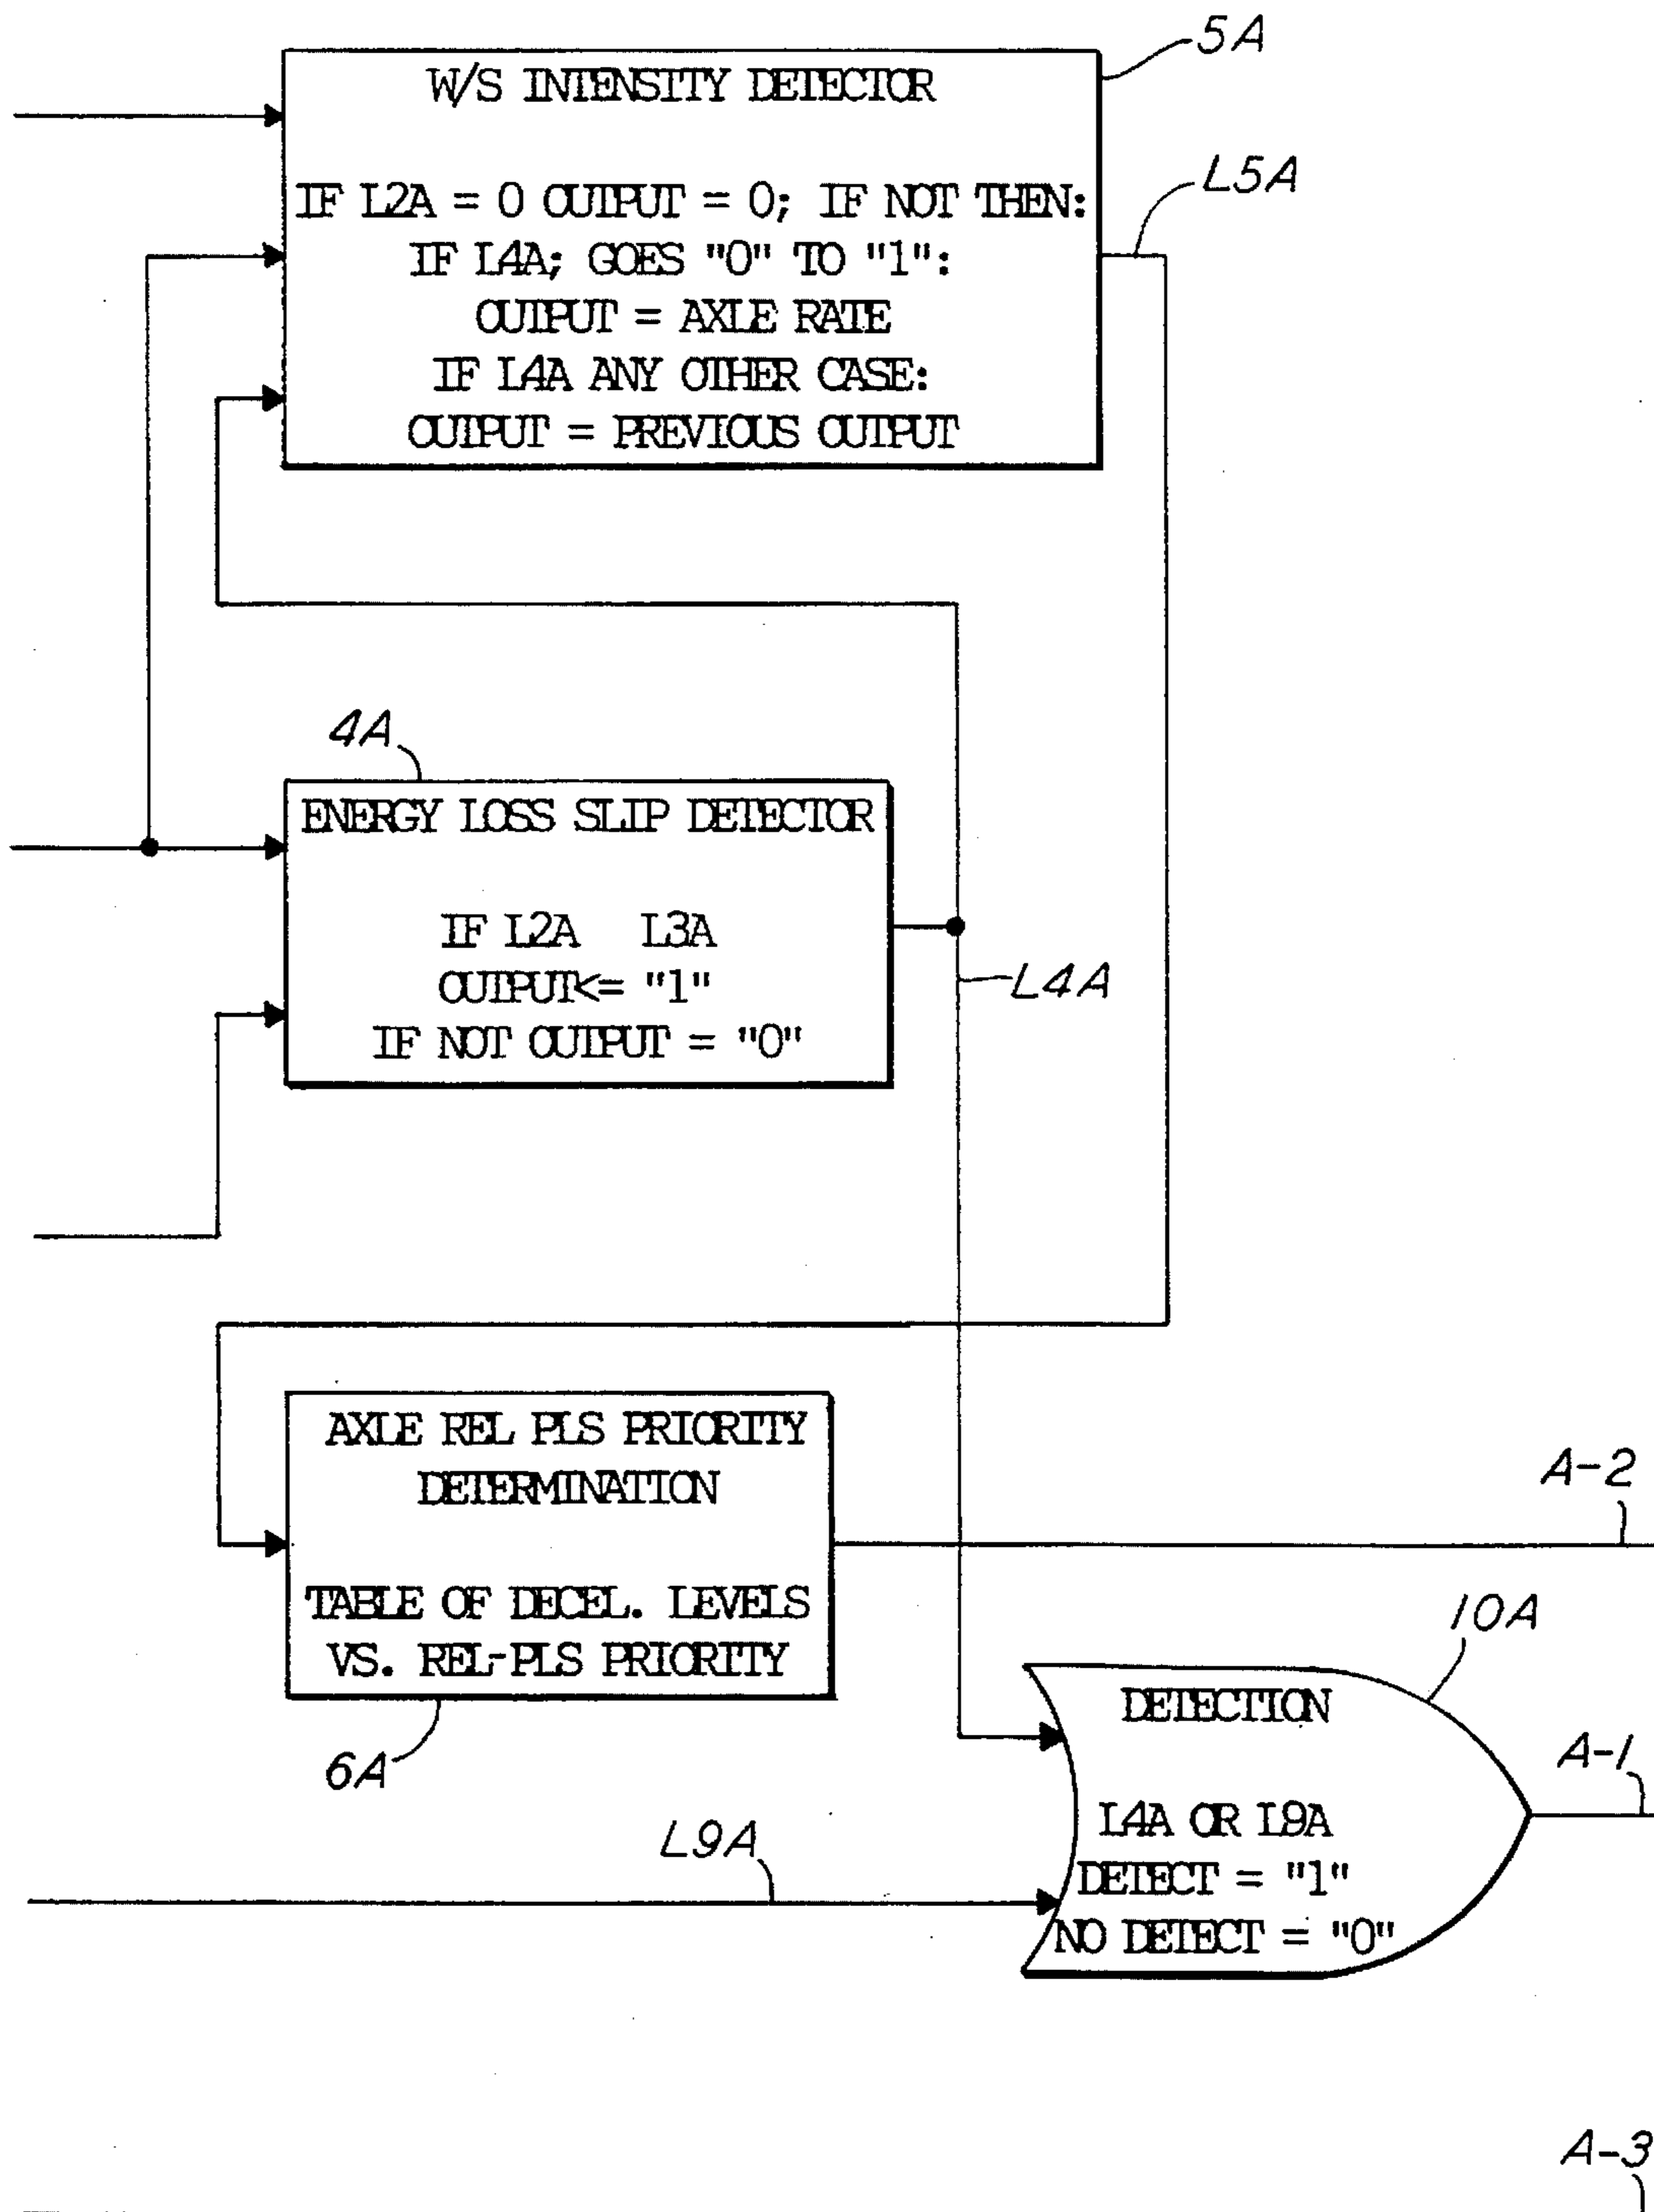 5A
W/S INTENSITY DETECTOR
IF L2A = 0 OUTPUT = 0; IF NOT THEN:
IF L4A; GOES "0" TO "1":
OUTPUT = AXLE RATE
IF L4A ANY OTHER CASE:
OUTPUT = PREVIOUS OUTPUT
L5A
4A
ENERGY LOSS SLIP DETECTOR
IF L2A L3A
OUTPUT<= "1"
IF NOT OUTPUT = "0"
L4A
AXLE REL PLS PRIORITY
DETERMINATION
TABLE OF DECEL. LEVELS
VS. REL-PLS PRIORITY
6A
A-2
10A
DETECTION
L4A OR L9A
DETECT = "1"
NO DETECT = "0"
A-1
L9A
A-3